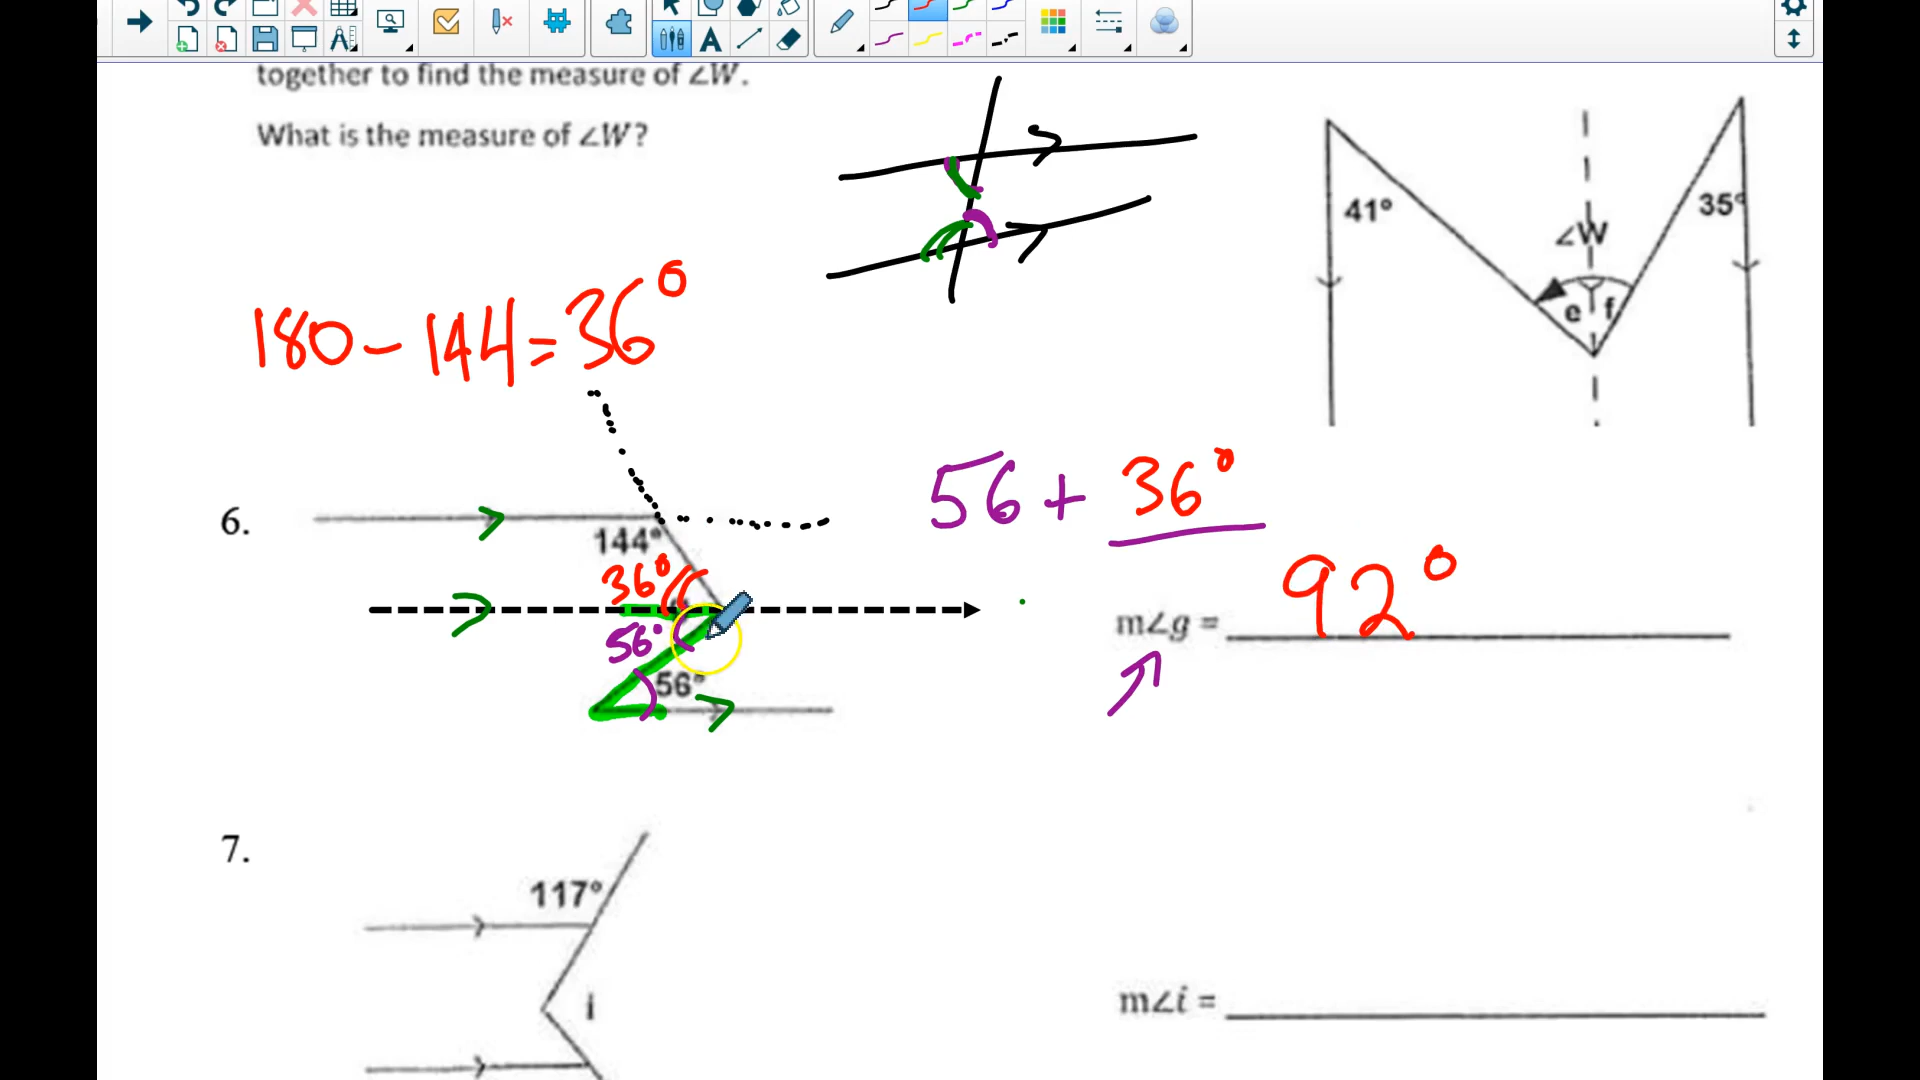 together to find the measure of ∠W.
What is the measure of ∠W?
41°
35°
∠W
e
f
180 - 144 = 36°
56 + 36°
6.
144°
36°
56°
56°
m∠g = 92°
7.
117°
i
m∠i =